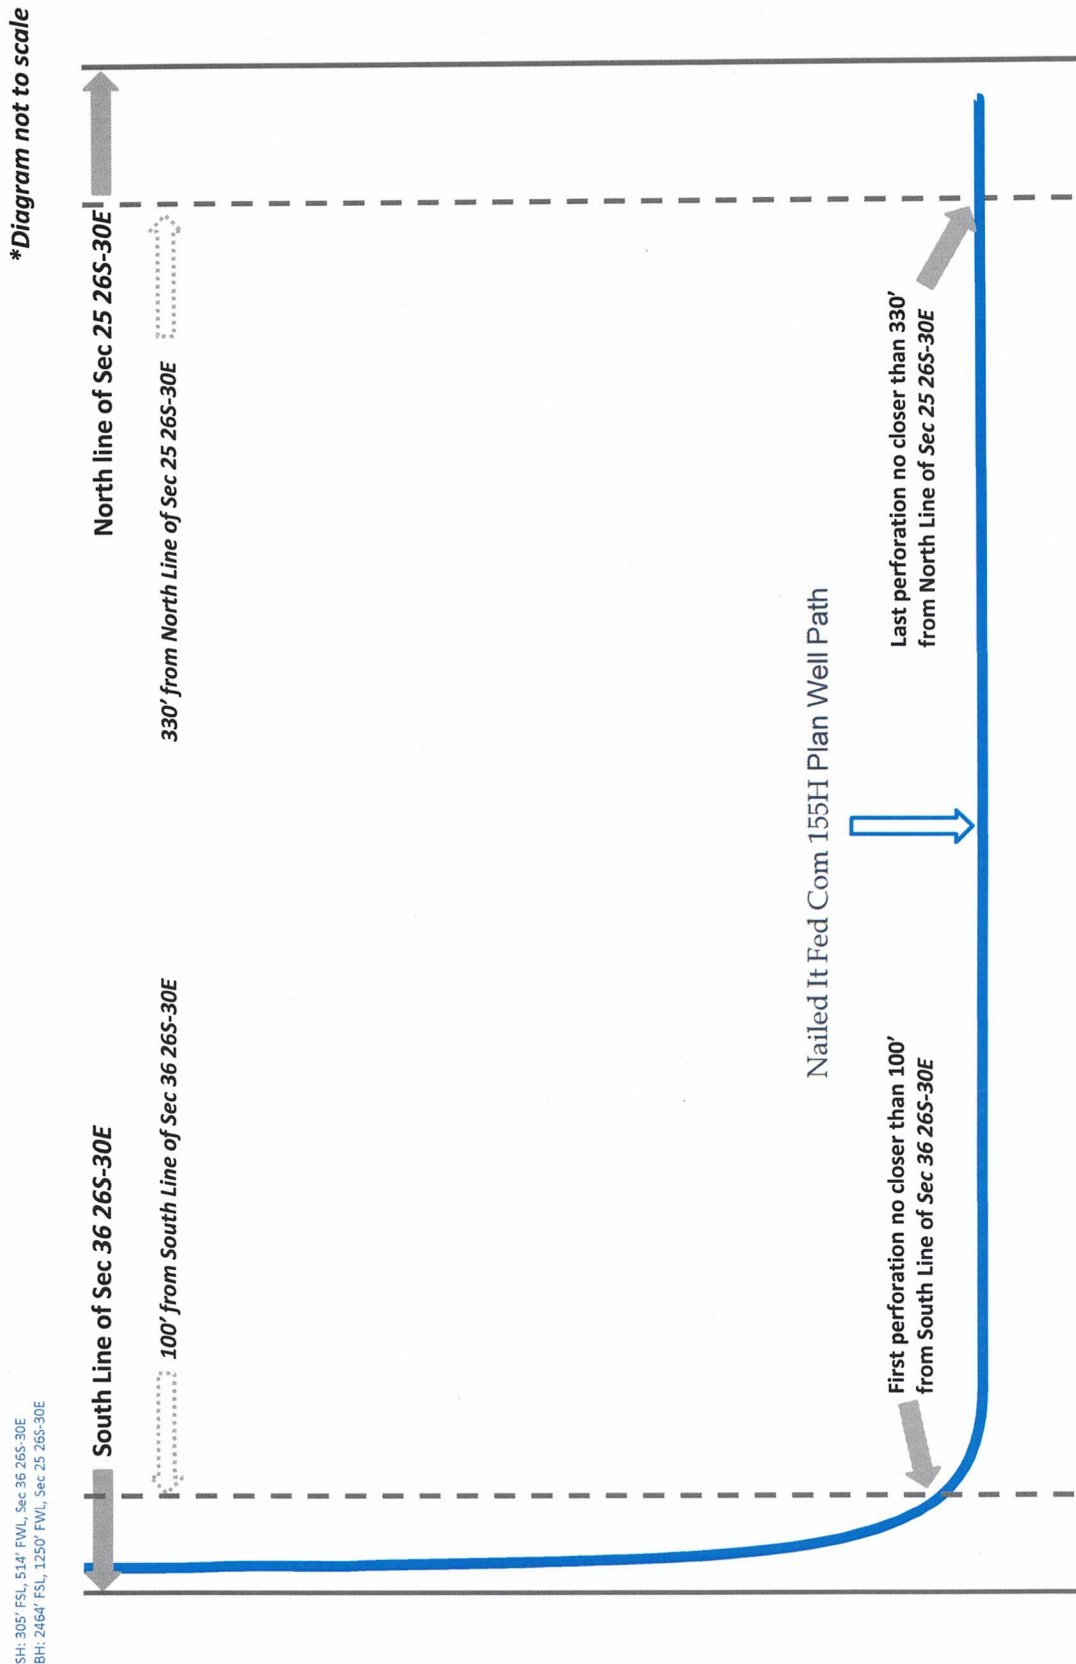 SH: 305' FSL, 514' FWL, Sec 36 26S-30E
BH: 2464' FSL, 1250' FWL, Sec 25 26S-30E
*Diagram not to scale
South Line of Sec 36 26S-30E
North line of Sec 25 26S-30E
100' from South Line of Sec 36 26S-30E
330' from North Line of Sec 25 26S-30E
Nailed It Fed Com 155H Plan Well Path
First perforation no closer than 100'
from South Line of Sec 36 26S-30E
Last perforation no closer than 330'
from North Line of Sec 25 26S-30E